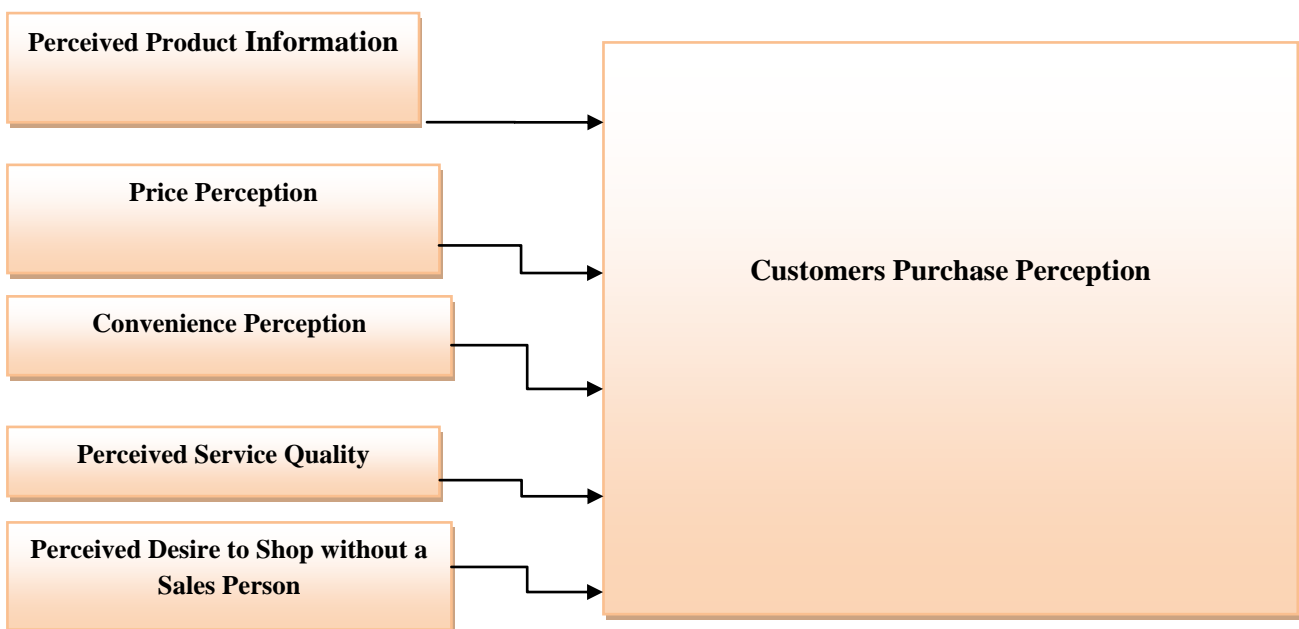 Perceived Product Information
Price Perception
Convenience Perception
Perceived Service Quality
Perceived Desire to Shop without a
Sales Person
Customers Purchase Perception